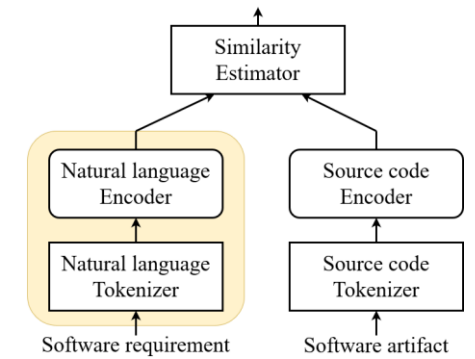 Similarity
Estimator
Natural language
Encoder
Source code
Encoder
Natural language
Tokenizer
Source code
Tokenizer
Software requirement
Software artifact